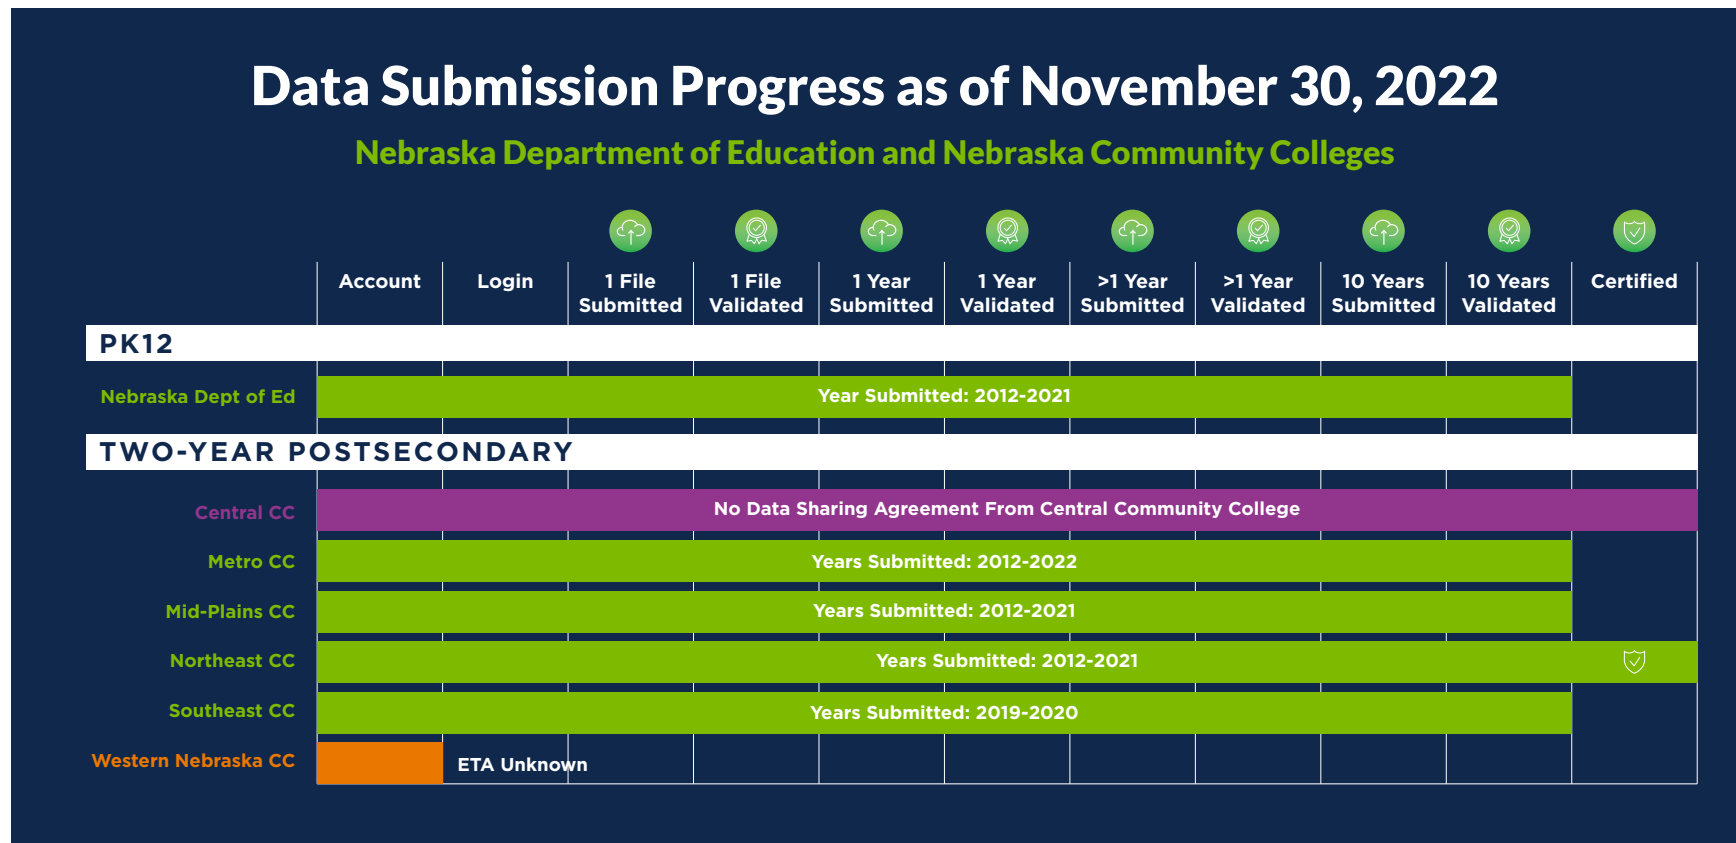 Data Submission Progress as of November 30, 2022
Nebraska Department of Education and Nebraska Community Colleges
Account
Login
1 File
Submitted
1 File
Validated
1 Year
Submitted
1 Year
Validated
>1 Year
Submitted
>1 Year
Validated
10 Years
Submitted
10 Years
Validated
Certified
PK12
Nebraska Dept of Ed
Year Submitted: 2012-2021
TWO-YEAR POSTSECONDARY
Central CC
No Data Sharing Agreement From Central Community College
Metro CC
Years Submitted: 2012-2022
Mid-Plains CC
Years Submitted: 2012-2021
Northeast CC
Years Submitted: 2012-2021
Southeast CC
Years Submitted: 2019-2020
Western Nebraska CC
ETA Unknown